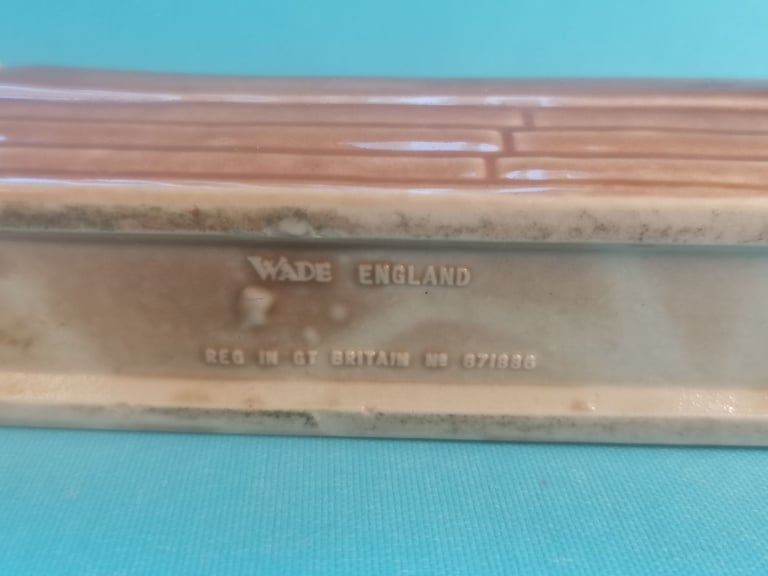 WADE ENGLAND
REG IN GT BRITAIN No 871886